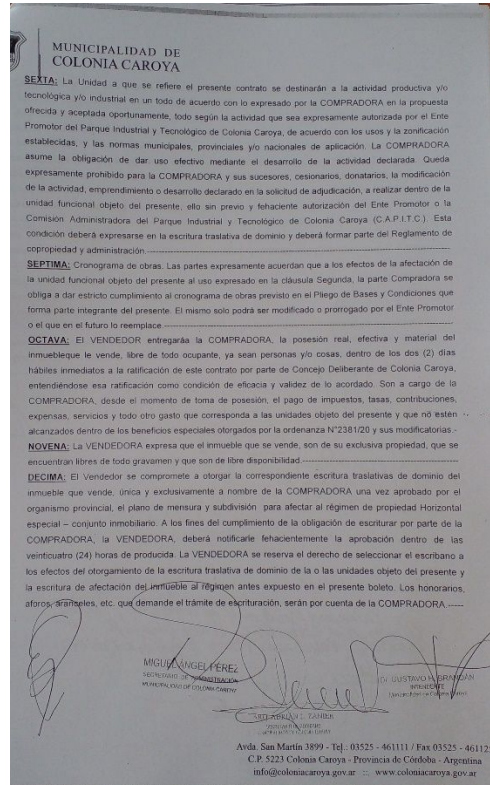 MUNICIPALIDAD DE
COLONIA CAROYA
SEXTA: La Unidad a que se refiere el presente contrato se destinarán a la actividad productiva y/o
tecnológica y/o industrial en un todo de acuerdo con lo expresado por la COMPRADORA en la propuesta
ofrecida y aceptada oportunamente, todo según la actividad que sea expresamente autorizada por el Ente
Promotor del Parque Industrial y Tecnológico de Colonia Caroya, de acuerdo con los usos y la zonificación
establecidas, y las normas municipales, provinciales y/o nacionales de aplicación. La COMPRADORA
asume la obligación de dar uso efectivo mediante el desarrollo de la actividad declarada. Queda
expresamente prohibido para la COMPRADORA y sus sucesores, cesionarios, donatarios, la modificación
de la actividad, emprendimiento o desarrollo declarado en la solicitud de adjudicación, a realizar dentro de la
unidad funcional objeto del presente, ello sin previo y fehaciente autorización del Ente Promotor o la
Comisión Administradora del Parque Industrial y Tecnológico de Colonia Caroya (C.A.P.I.T.C.). Esta
condición deberá expresarse en la escritura traslativa de dominio y deberá formar parte del Reglamento de
copropiedad y administración.------------------------------------------------------------
SEPTIMA: Cronograma de obras. Las partes expresamente acuerdan que a los efectos de la afectación de
la unidad funcional objeto del presente al uso expresado en la cláusula Segunda, la parte Compradora se
obliga a dar estricto cumplimiento al cronograma de obras previsto en el Pliego de Bases y Condiciones que
forma parte integrante del presente. El mismo solo podrá ser modificado o prorrogado por el Ente Promotor
o el que en el futuro lo reemplace.------------------------------------------------------------
OCTAVA: El VENDEDOR entregaráa la COMPRADORA, la posesión real, efectiva y material del
inmuebleque le vende, libre de todo ocupante, ya sean personas y/o cosas, dentro de los dos (2) días
hábiles inmediatos a la ratificación de este contrato por parte de Concejo Deliberante de Colonia Caroya,
entendiéndose esa ratificación como condición de eficacia y validez de lo acordado. Son a cargo de la
COMPRADORA, desde el momento de toma de posesión, el pago de impuestos, tasas, contribuciones,
expensas, servicios y todo otro gasto que corresponda a las unidades objeto del presente y que no estén
alcanzados dentro de los beneficios especiales otorgados por la ordenanza N°2381/20 y sus modificatorias.-
NOVENA: La VENDEDORA expresa que el inmueble que se vende, son de su exclusiva propiedad, que se
encuentran libres de todo gravamen y que son de libre disponibilidad.------------------------------
DECIMA: El Vendedor se compromete a otorgar la correspondiente escritura traslativas de dominio del
inmueble que vende, única y exclusivamente a nombre de la COMPRADORA una vez aprobado por el
organismo provincial, el plano de mensura y subdivisión para afectar al régimen de propiedad Horizontal
especial – conjunto inmobiliario. A los fines del cumplimiento de la obligación de escriturar por parte de la
COMPRADORA, la VENDEDORA, deberá notificarle fehacientemente la aprobación dentro de las
veinticuatro (24) horas de producida. La VENDEDORA se reserva el derecho de seleccionar el escribano a
los efectos del otorgamiento de la escritura traslativa de dominio de la o las unidades objeto del presente y
la escritura de afectación del inmueble al régimen antes expuesto en el presente boleto. Los honorarios,
aforos, aranceles, etc. que demande el trámite de escrituración, serán por cuenta de la COMPRADORA.-----
MIGUEL ANGEL PÉREZ
SECRETARIO DE ADMINISTRACIÓN
MUNICIPALIDAD DE COLONIA CAROYA
GUSTAVO H. BRANDÁN
INTENDENTE
Avda. San Martín 3899 - Tel.: 03525 - 461111 / Fax 03525 - 46112
C.P. 5223 Colonia Caroya - Provincia de Córdoba - Argentina
info@coloniacaroya.gov.ar :: www.coloniacaroya.gov.ar